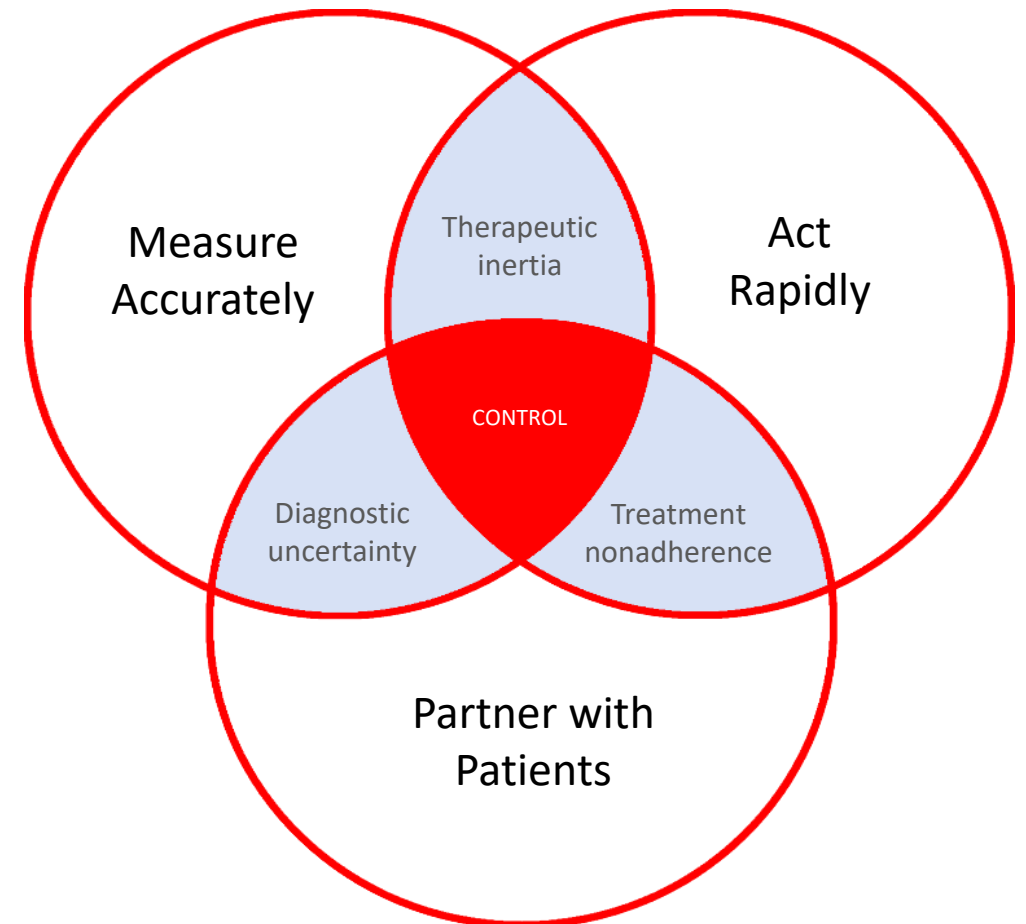 Measure
Accurately
Therapeutic
inertia
Act
Rapidly
CONTROL
Diagnostic
uncertainty
Treatment
nonadherence
Partner with
Patients